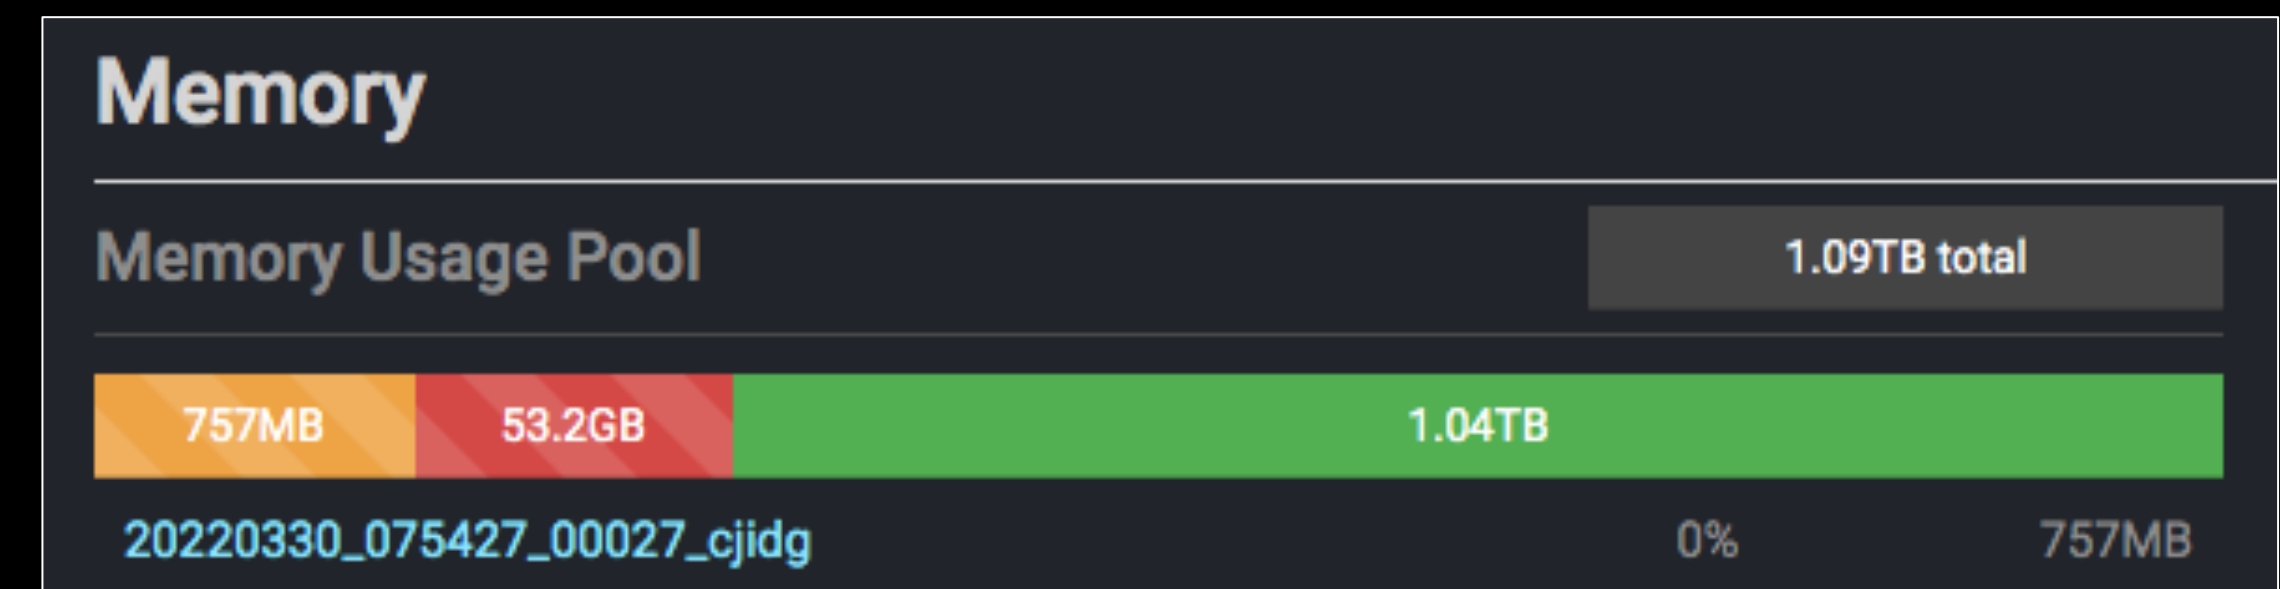 Memory
Memory Usage Pool 1.09TB total
757MB 53.2GB 1.04TB
20220330_075427_00027_cjidg 0% 757MB